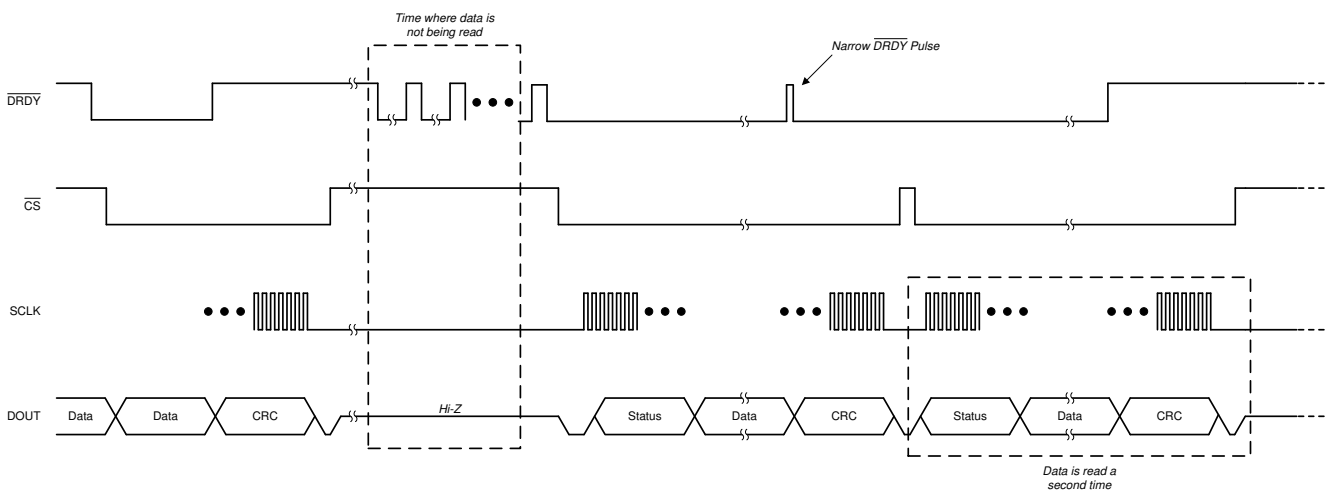 Time where data is
not being read
Narrow DRDY Pulse
DRDY
CS
SCLK
DOUT
Data
Data
CRC
Hi-Z
Status
Data
CRC
Status
Data
CRC
Data is read a
second time